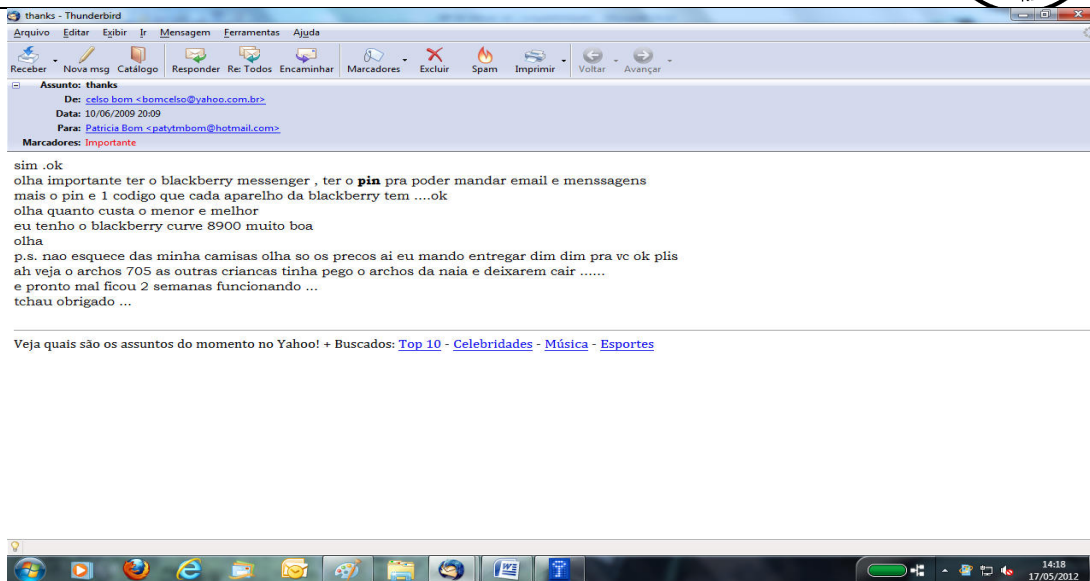 thanks - Thunderbird
Arquivo Editar Exibir Ir Mensagem Ferramentas Ajuda
Receber Nova msg Catálogo Responder Re: Todos Encaminhar Marcadores Excluir Spam Imprimir Voltar Avançar
Assunto: thanks
De: celso bom <bomcelso@yahoo.com.br>
Data: 10/06/2009 20:09
Para: Patricia Bom <patytmbom@hotmail.com>
Marcadores: Importante
sim .ok
olha importante ter o blackberry messenger , ter o pin pra poder mandar email e menssagens
mais o pin e 1 codigo que cada aparelho da blackberry tem ....ok
olha quanto custa o menor e melhor
eu tenho o blackberry curve 8900 muito boa
olha
p.s. nao esquece das minha camisas olha so os precos ai eu mando entregar dim dim pra vc ok plis
ah veja o archos 705 as outras criancas tinha pego o archos da naia e deixarem cair ......
e pronto mal ficou 2 semanas funcionando ...
tchau obrigado ...
Veja quais são os assuntos do momento no Yahoo! + Buscados: Top 10 - Celebridades - Música - Esportes
14:18
17/05/2012